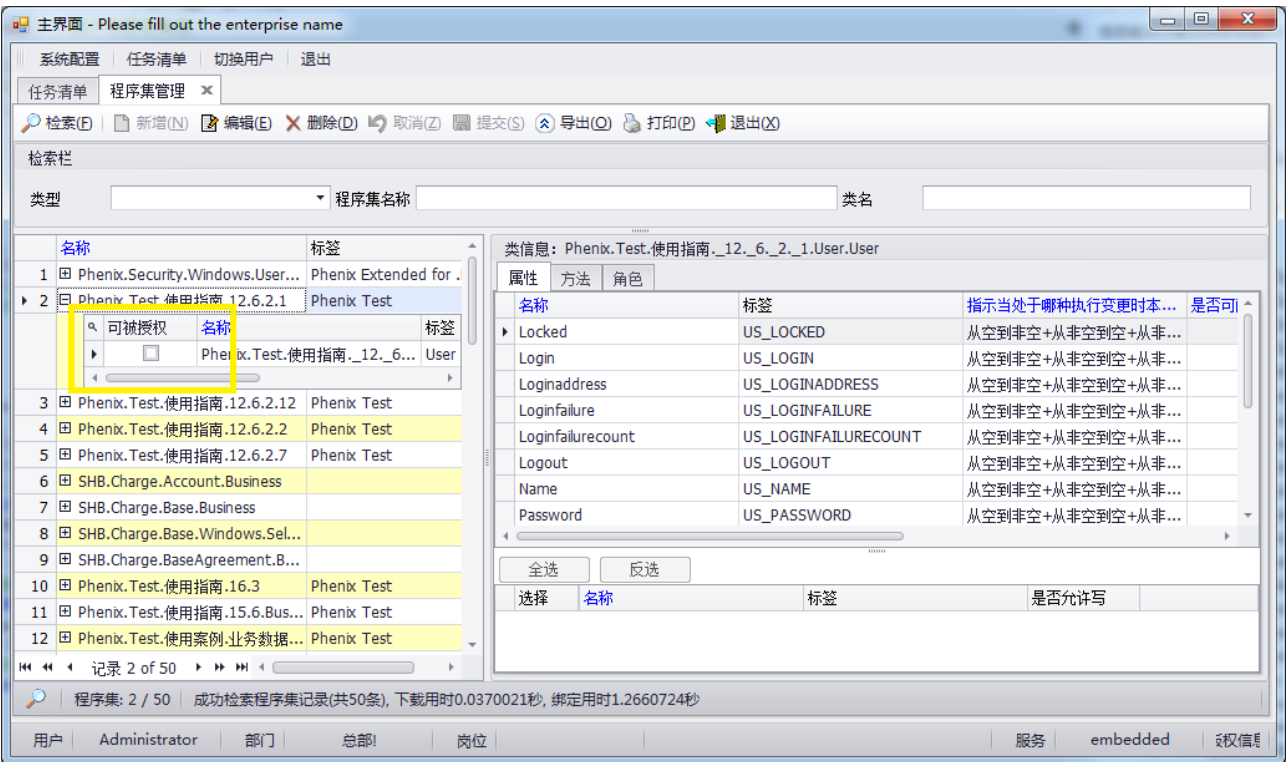 主界面 - Please fill out the enterprise name
系统配置 任务清单 切换用户 退出
任务清单 程序集管理
检索(F) 新增(N) 编辑(E) 删除(D) 取消(Z) 提交(S) 导出(O) 打印(P) 退出(X)
检索栏
类型 程序集名称 类名
名称 标签
1 Phenix.Security.Windows.User... Phenix Extended for .
2 Phenix.Test.使用指南.12.6.2.1 Phenix Test
可被授权 名称 标签
Phenix.Test.使用指南._12._6... User
3 Phenix.Test.使用指南.12.6.2.12 Phenix Test
4 Phenix.Test.使用指南.12.6.2.2 Phenix Test
5 Phenix.Test.使用指南.12.6.2.7 Phenix Test
6 SHB.Charge.Account.Business
7 SHB.Charge.Base.Business
8 SHB.Charge.Base.Windows.Sel...
9 SHB.Charge.BaseAgreement.B...
10 Phenix.Test.使用指南.16.3 Phenix Test
11 Phenix.Test.使用指南.15.6.Bus... Phenix Test
12 Phenix.Test.使用案例.业务数据... Phenix Test
记录 2 of 50
类信息: Phenix.Test.使用指南._12._6._2._1.User.User
属性 方法 角色
名称 标签 指示当处于哪种执行变更时本... 是否可
Locked US_LOCKED 从空到非空+从非空到空+从非...
Login US_LOGIN 从空到非空+从非空到空+从非...
Loginaddress US_LOGINADDRESS 从空到非空+从非空到空+从非...
Loginfailure US_LOGINFAILURE 从空到非空+从非空到空+从非...
Loginfailurecount US_LOGINFAILURECOUNT 从空到非空+从非空到空+从非...
Logout US_LOGOUT 从空到非空+从非空到空+从非...
Name US_NAME 从空到非空+从非空到空+从非...
Password US_PASSWORD 从空到非空+从非空到空+从非...
全选 反选
选择 名称 标签 是否允许写
程序集: 2 / 50 成功检索程序集记录(共50条), 下载用时0.0370021秒, 绑定用时1.2660724秒
用户 Administrator 部门 总部! 岗位 服务 embedded 权信息